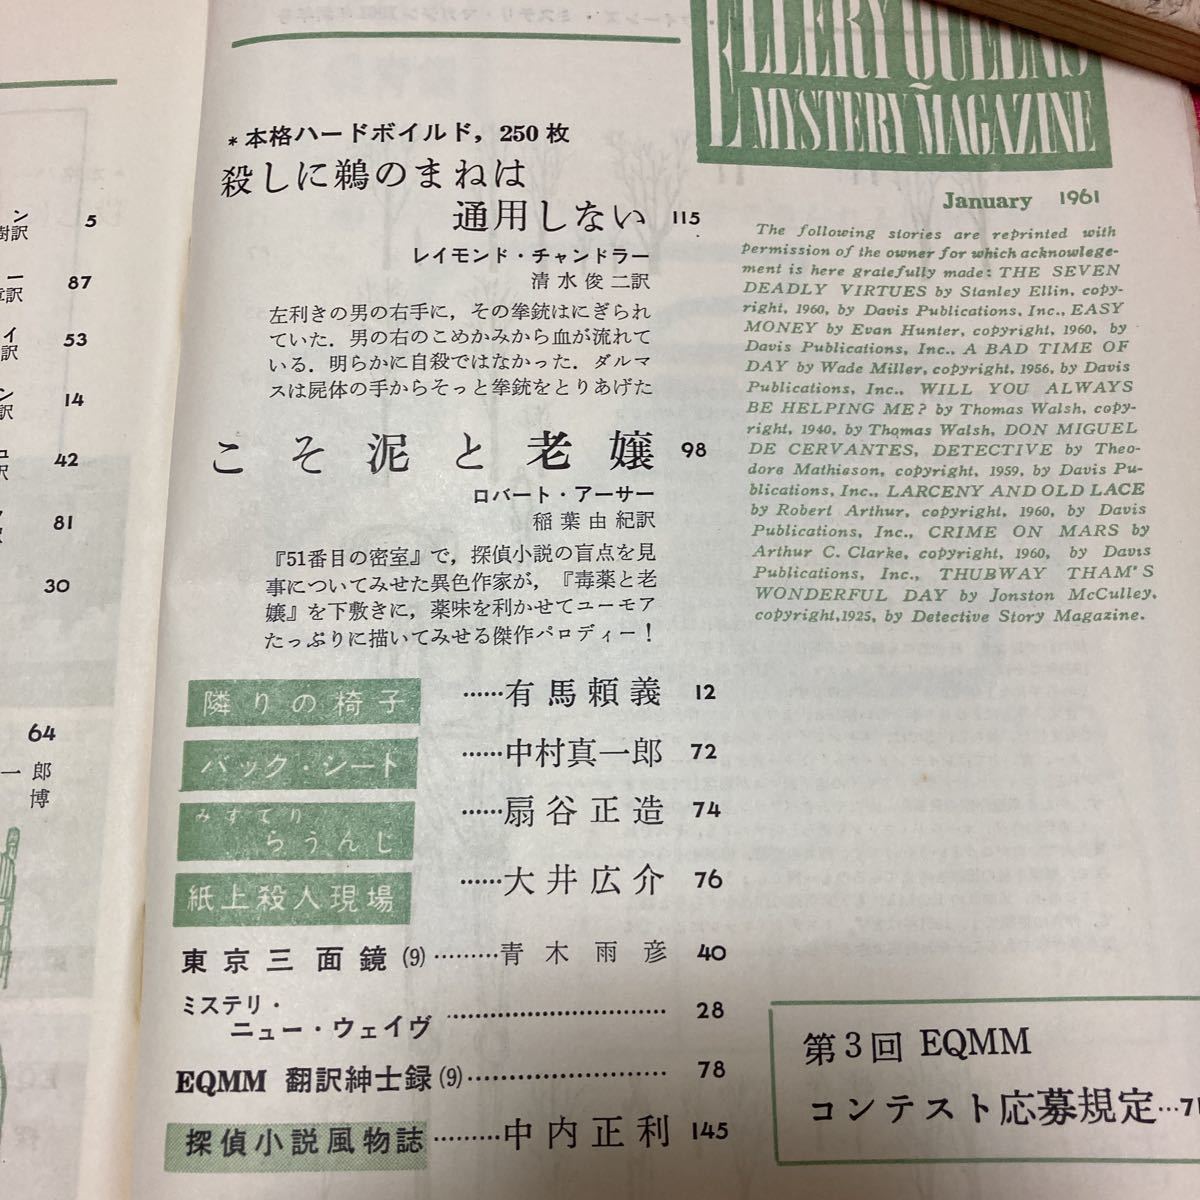 ン
樹訳 5
ー
訳 87
イ
訳 53
ン
訳 14
訳 42
81
30
64
一郎
博
*本格ハードボイルド，250枚
殺しに鵜のまねは
通用しない 115
レイモンド・チャンドラー
清水俊二訳
左利きの男の右手に，その拳銃はにぎられ
ていた．男の右のこめかみから血が流れて
いる．明らかに自殺ではなかった．ダルマ
スは屍体の手からそっと拳銃をとりあげた
こそ泥と老嬢 98
ロバート・アーサー
稲葉由紀訳
『51番目の密室』で，探偵小説の盲点を見
事についてみせた異色作家が，『毒薬と老
嬢』を下敷きに，薬味を利かせてユーモア
たっぷりに描いてみせる傑作パロディー！
隣りの椅子……有馬頼義 12
バック・シート……中村真一郎 72
みすてり
らうんじ……扇谷正造 74
紙上殺人現場……大井広介 76
東京三面鏡(9)………青木雨彦 40
ミステリ・
ニュー・ウェイヴ………………………… 28
EQMM 翻訳紳士録(9)……………………… 78
探偵小説風物誌………中内正利 145
ELLERY QUEEN'S
MYSTERY MAGAZINE
January 1961
The following stories are reprinted with
permission of the owner for which acknowlege-
ment is here gratefully made: THE SEVEN
DEADLY VIRTUES by Stanley Ellin, copy-
right, 1960, by Davis Publications, Inc., EASY
MONEY by Evan Hunter, copyright, 1960, by
Davis Publications, Inc., A BAD TIME OF
DAY by Wade Miller, copyright, 1956, by Davis
Publications, Inc., WILL YOU ALWAYS
BE HELPING ME? by Thomas Walsh, copy-
right, 1940, by Thomas Walsh, DON MIGUEL
DE CERVANTES, DETECTIVE by Theo-
dore Mathieson, copyright, 1959, by Davis Pu-
blications, Inc., LARCENY AND OLD LACE
by Robert Arthur, copyright, 1960, by Davis
Publications, Inc., CRIME ON MARS by
Arthur C. Clarke, copyright, 1960, by Davis
Publications, Inc., THUBWAY THAM'S
WONDERFUL DAY by Jonston McCulley,
copyright,1925, by Detective Story Magazine.
第3回 EQMM
コンテスト応募規定…71